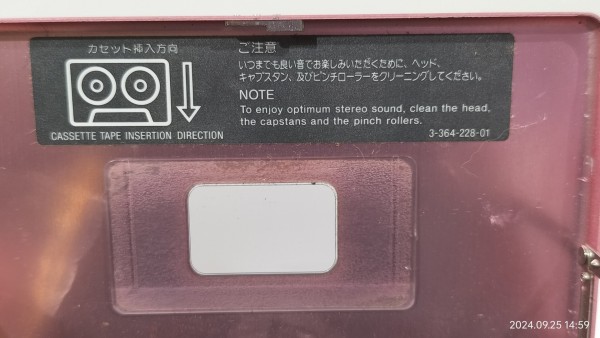 カセット挿入方向
CASSETTE TAPE INSERTION DIRECTION
ご注意
いつまでも良い音でお楽しみいただくために、ヘッド、
キャプスタン、及びピンチローラーをクリーニングしてください。
NOTE
To enjoy optimum stereo sound, clean the head,
the capstans and the pinch rollers.
3-364-228-01
2024.09.25 14:59